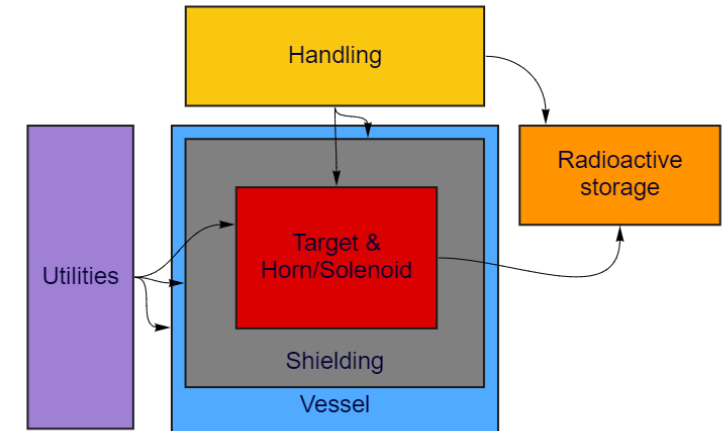 Handling
Radioactive
storage
Utilities
Target &
Horn/Solenoid
Shielding
Vessel